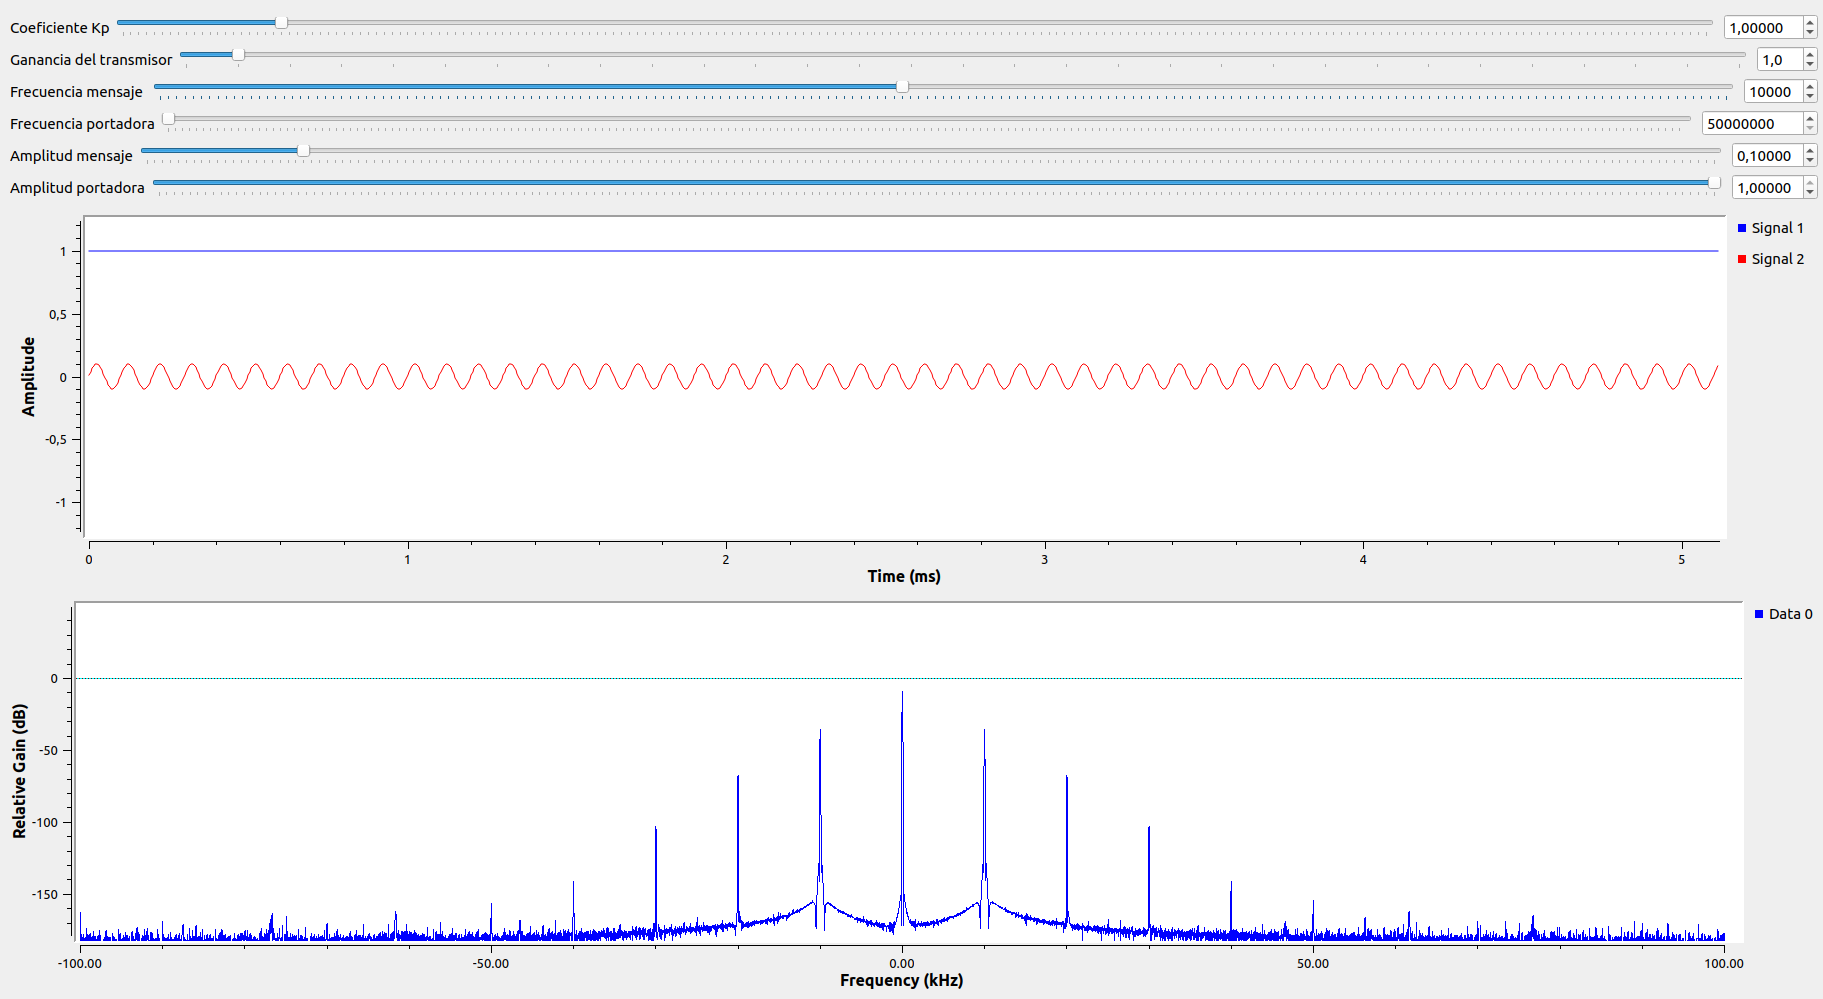 Coeficiente Kp 1,00000
Ganancia del transmisor 1,0
Frecuencia mensaje 10000
Frecuencia portadora 50000000
Amplitud mensaje 0,10000
Amplitud portadora 1,00000
Signal 1
Signal 2
Amplitude
1
0,5
0
-0,5
-1
0 1 2 3 4 5
Time (ms)
Data 0
Relative Gain (dB)
0
-50
-100
-150
-100.00 -50.00 0.00 50.00 100.00
Frequency (kHz)